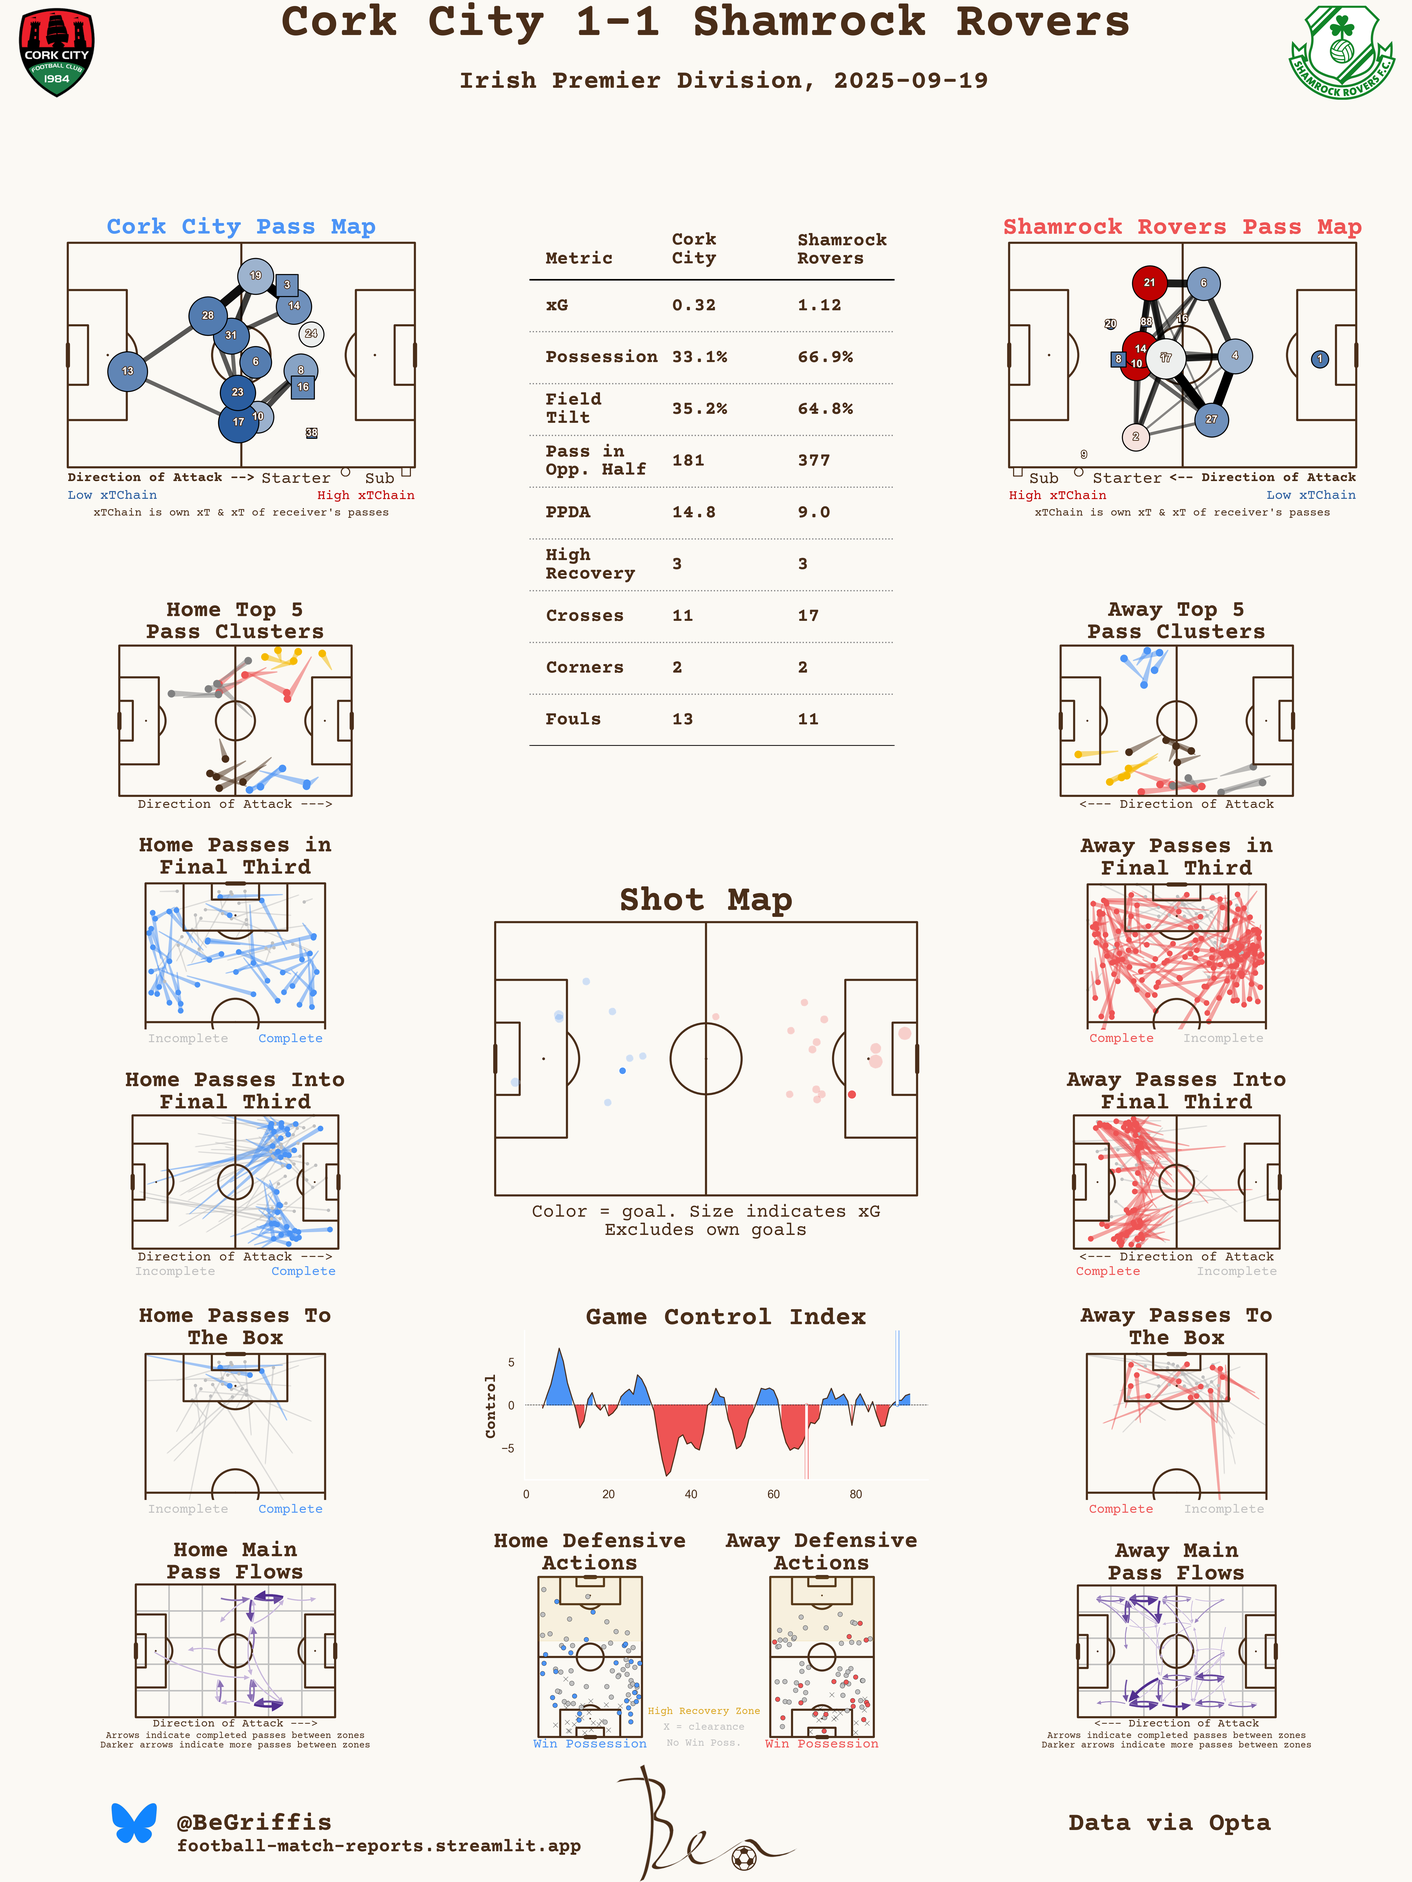 Cork City 1-1 Shamrock Rovers
Irish Premier Division, 2025-09-19
CORK CITY
FOOTBALL CLUB
1984
SHAMROCK ROVERS F.C.
Cork City Pass Map
19
3
14
28
31
24
13
6
8
16
23
10
17
38
Direction of Attack --> Starter Sub
Low xTChain High xTChain
xTChain is own xT & xT of receiver's passes
Metric Cork City Shamrock Rovers
xG 0.32 1.12
Possession 33.1% 66.9%
Field Tilt 35.2% 64.8%
Pass in Opp. Half 181 377
PPDA 14.8 9.0
High Recovery 3 3
Crosses 11 17
Corners 2 2
Fouls 13 11
Shamrock Rovers Pass Map
21
6
20
88
16
14
8
10
17
4
1
27
2
9
Sub Starter <-- Direction of Attack
High xTChain Low xTChain
xTChain is own xT & xT of receiver's passes
Home Top 5
Pass Clusters
Direction of Attack --->
Away Top 5
Pass Clusters
<--- Direction of Attack
Home Passes in
Final Third
Incomplete Complete
Away Passes in
Final Third
Complete Incomplete
Shot Map
Color = goal. Size indicates xG
Excludes own goals
Home Passes Into
Final Third
Direction of Attack --->
Incomplete Complete
Away Passes Into
Final Third
<--- Direction of Attack
Complete Incomplete
Home Passes To
The Box
Incomplete Complete
Game Control Index
Control
5
0
−5
0 20 40 60 80
Away Passes To
The Box
Complete Incomplete
Home Main
Pass Flows
Direction of Attack --->
Arrows indicate completed passes between zones
Darker arrows indicate more passes between zones
Home Defensive
Actions
Win Possession
High Recovery Zone
X = clearance
No Win Poss.
Away Defensive
Actions
Win Possession
Away Main
Pass Flows
<--- Direction of Attack
Arrows indicate completed passes between zones
Darker arrows indicate more passes between zones
@BeGriffis
football-match-reports.streamlit.app
Ben
Data via Opta